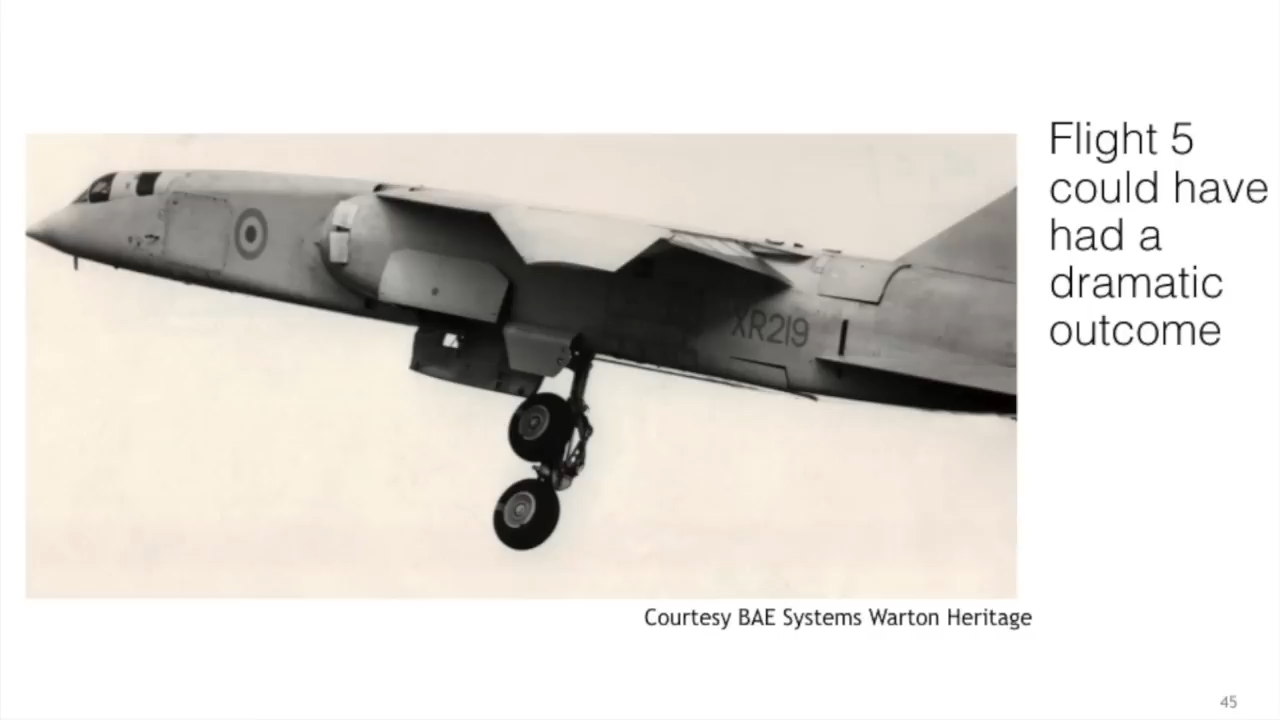 Flight 5
could have
had a
dramatic
outcome
XR219
Courtesy BAE Systems Warton Heritage
45